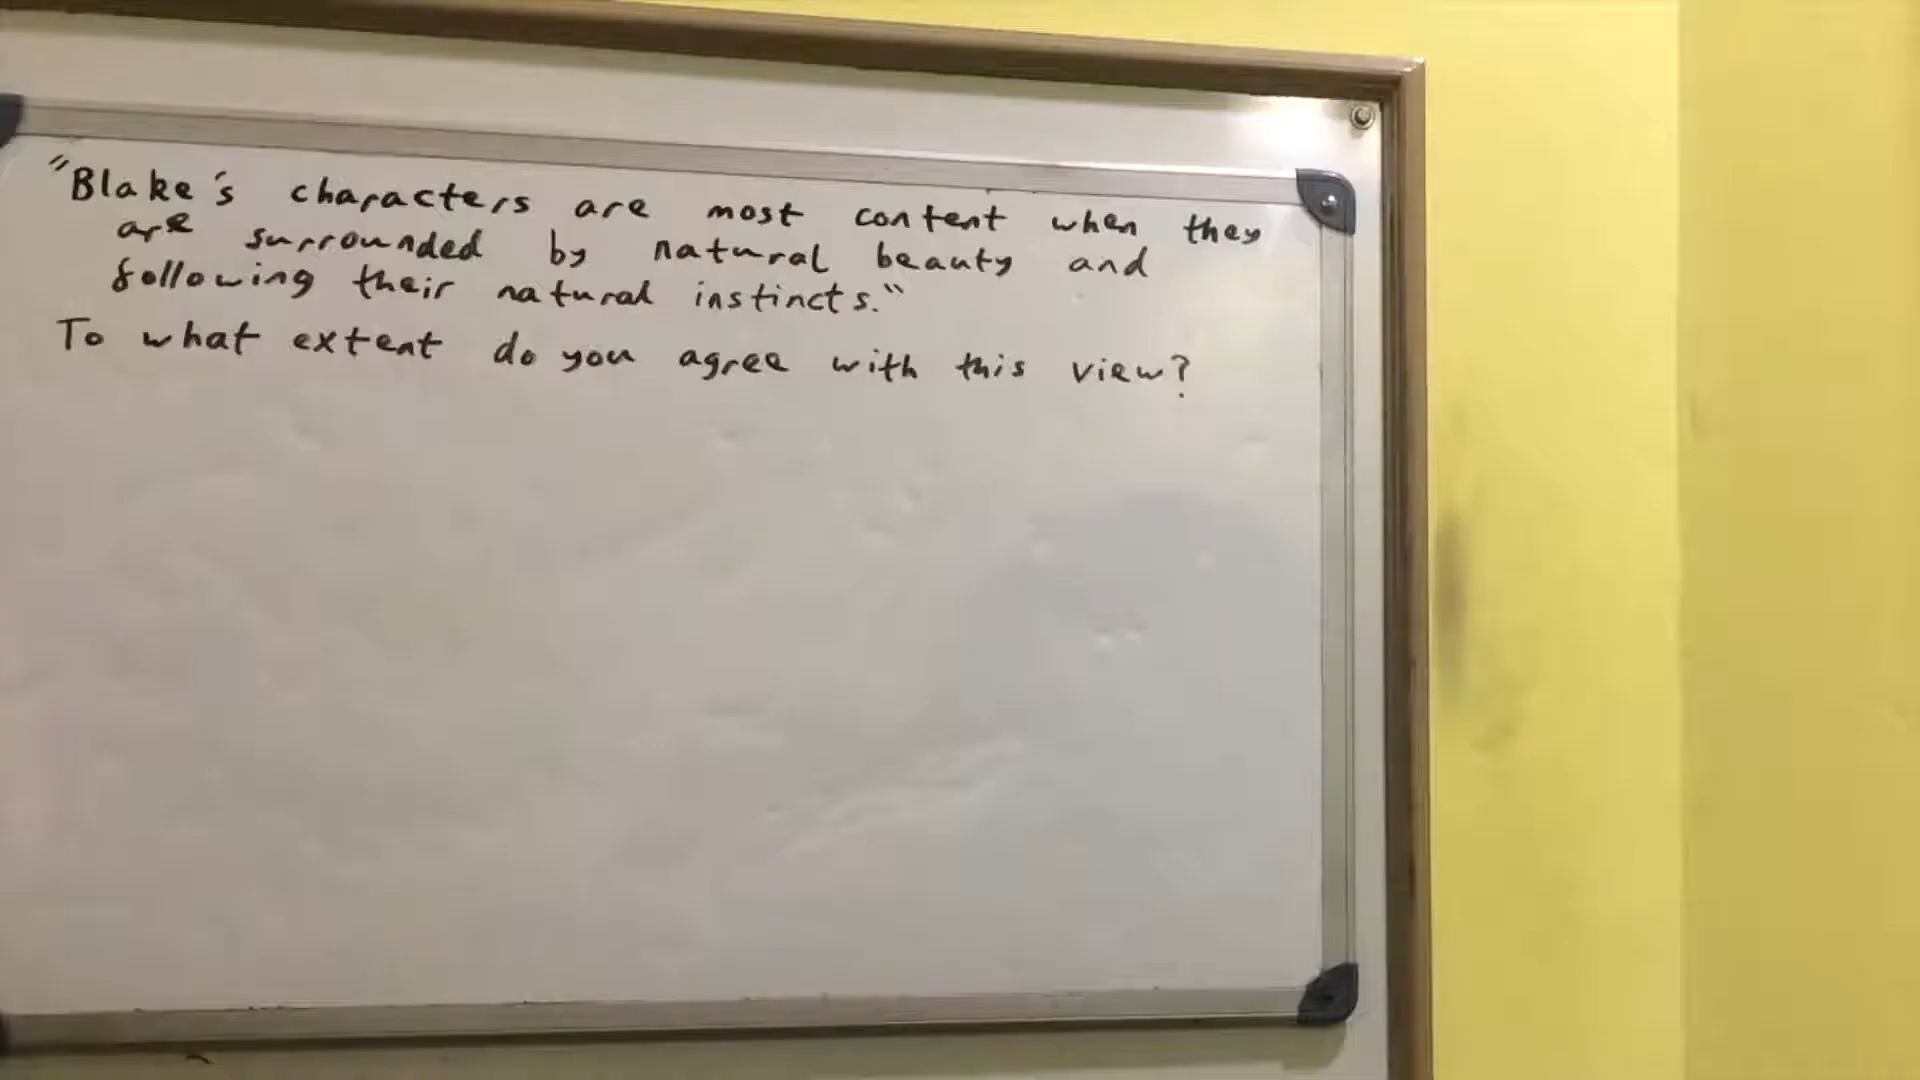 "Blake's characters are most content when they
are surrounded by natural beauty and
following their natural instincts."
To what extent do you agree with this view?